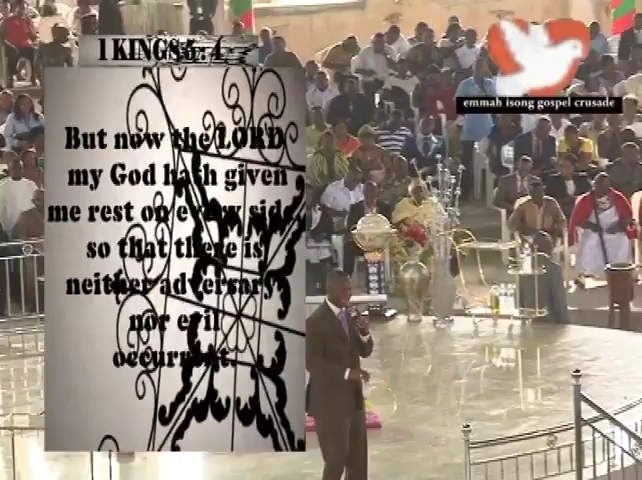 1 KINGS 5:4
emmah isong gospel crusade
But now the LORD
my God hath given
me rest on every side,
so that there is
neither adversary
nor evil
occurrent.